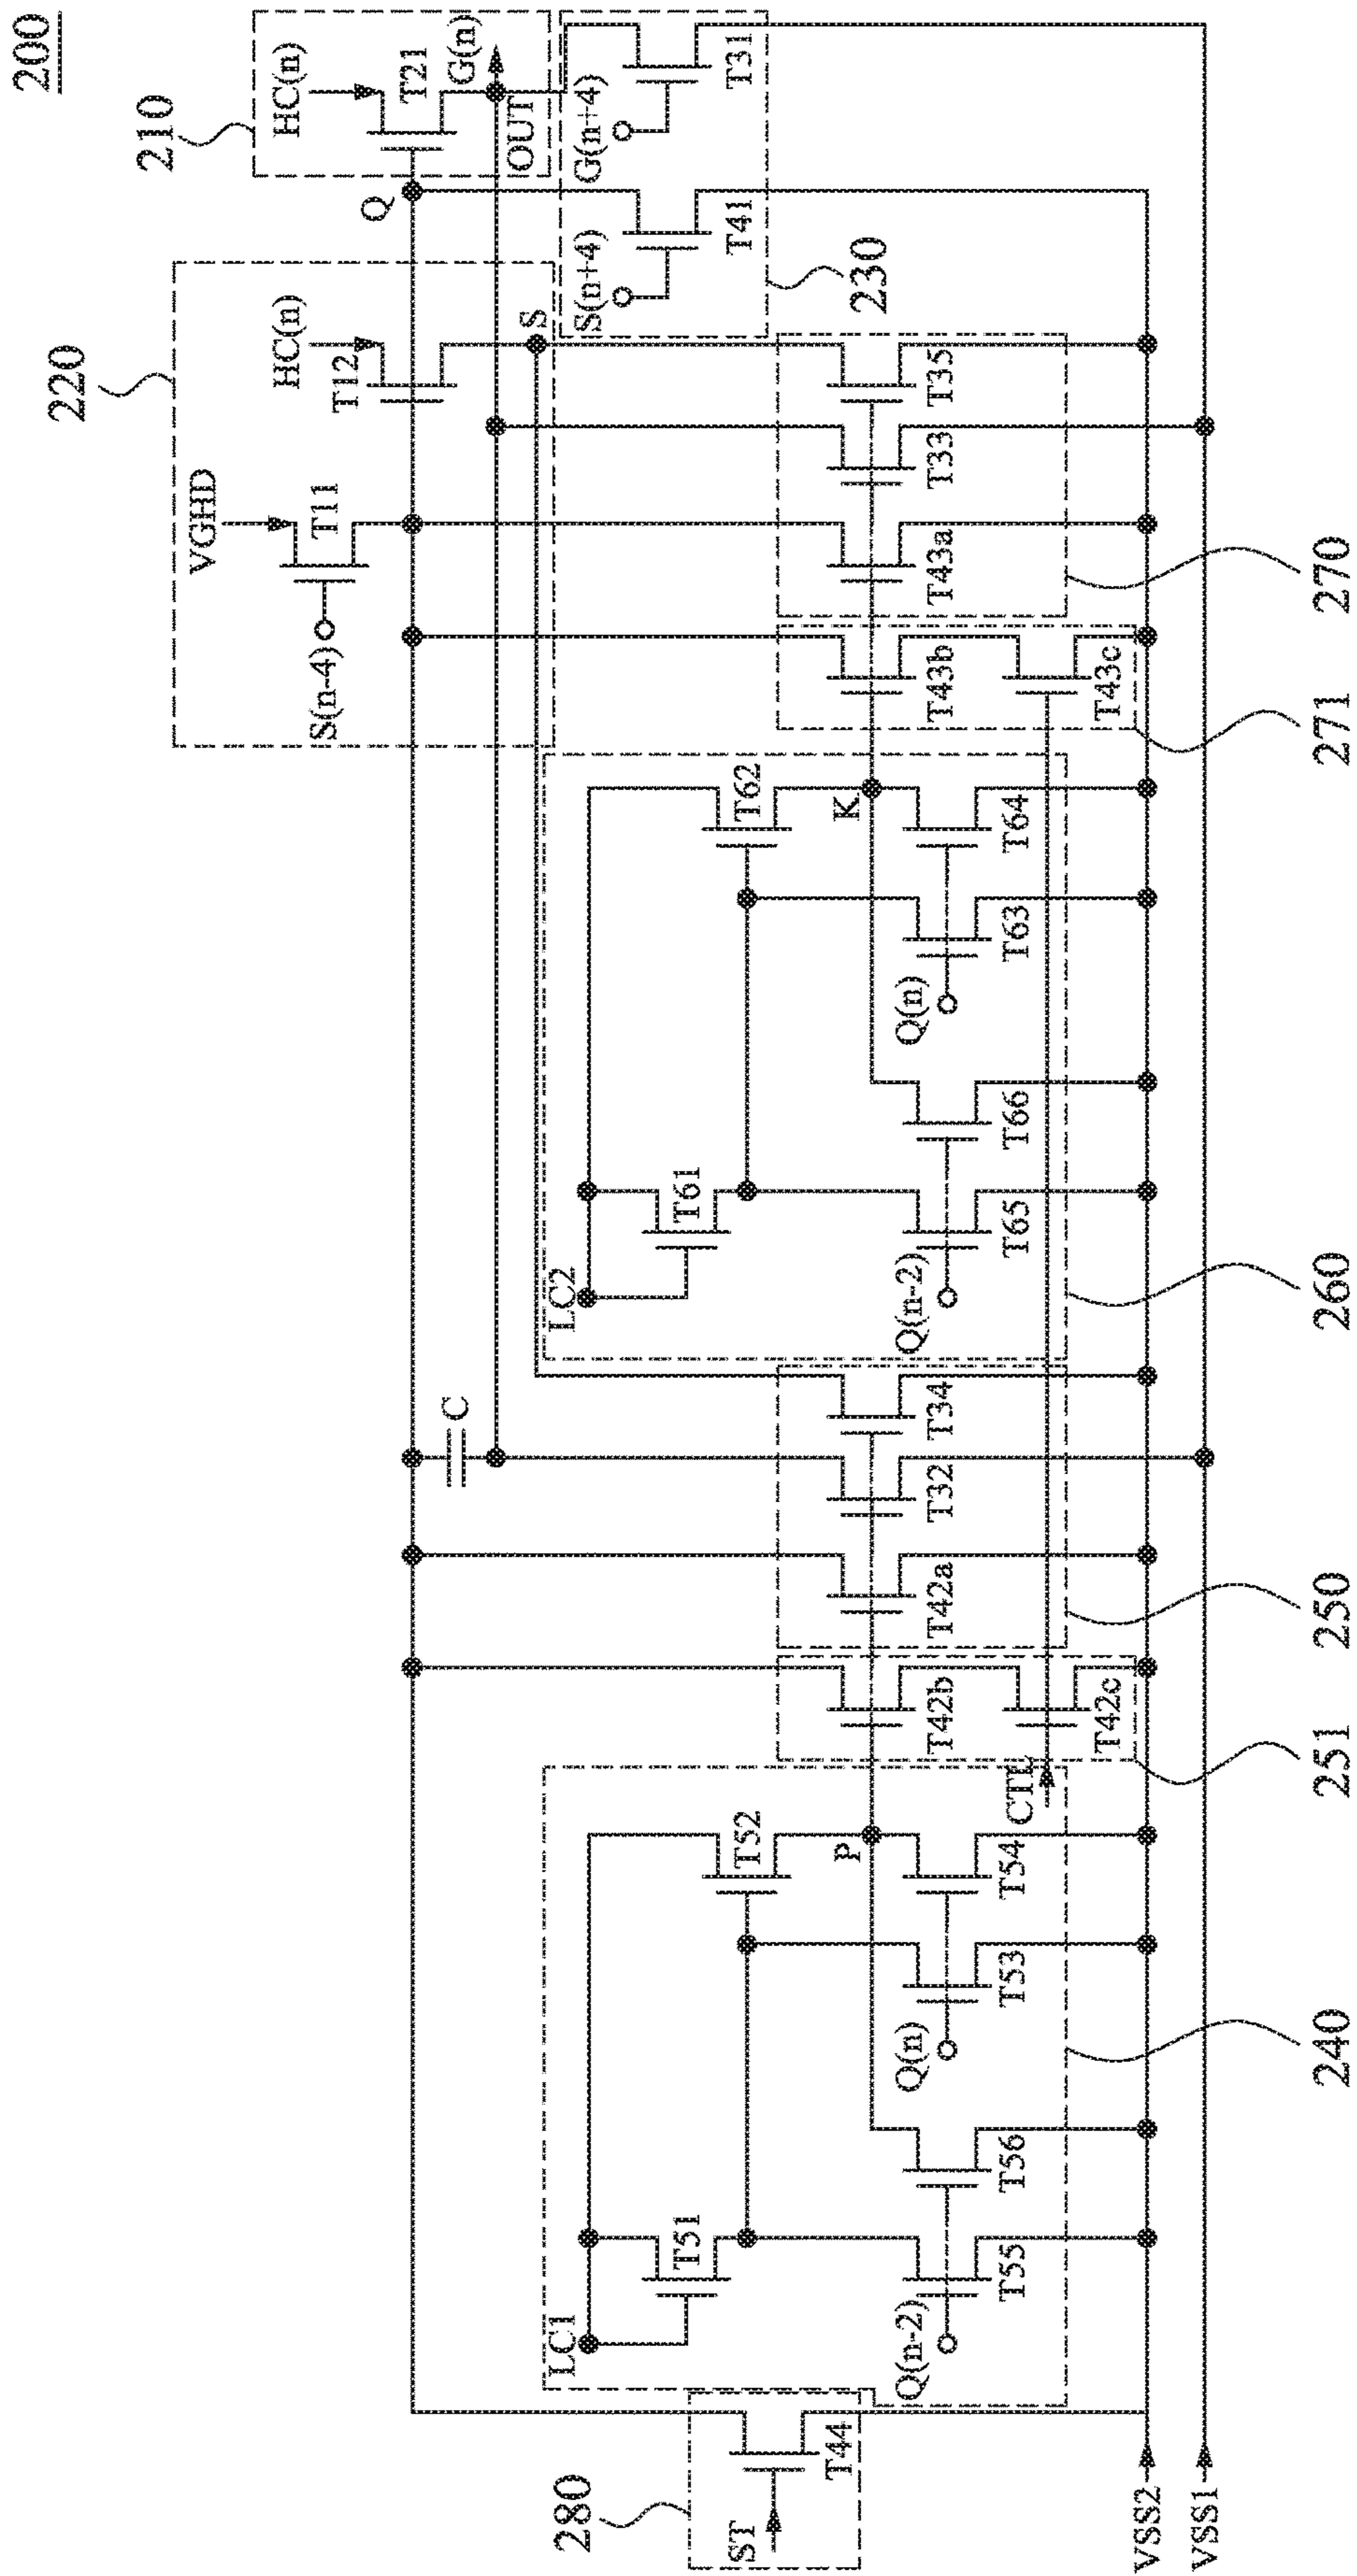 200
210
220
HC(n)
T21
G(n)
OUT
Q
HC(n)
T12
S
VGHD
T11
S(n-4)
G(n+4)
T31
S(n+4)
T41
230
T35
T33
T43a
270
T43b
T43c
271
T62
K
T64
T63
Q(n)
T66
T61
T65
LC2
Q(n-2)
260
C
T34
T32
T42a
250
T42b
T42c
251
CTL
T52
P
T54
T53
Q(n)
240
T56
T51
T55
LC1
Q(n-2)
T44
ST
280
VSS2
VSS1